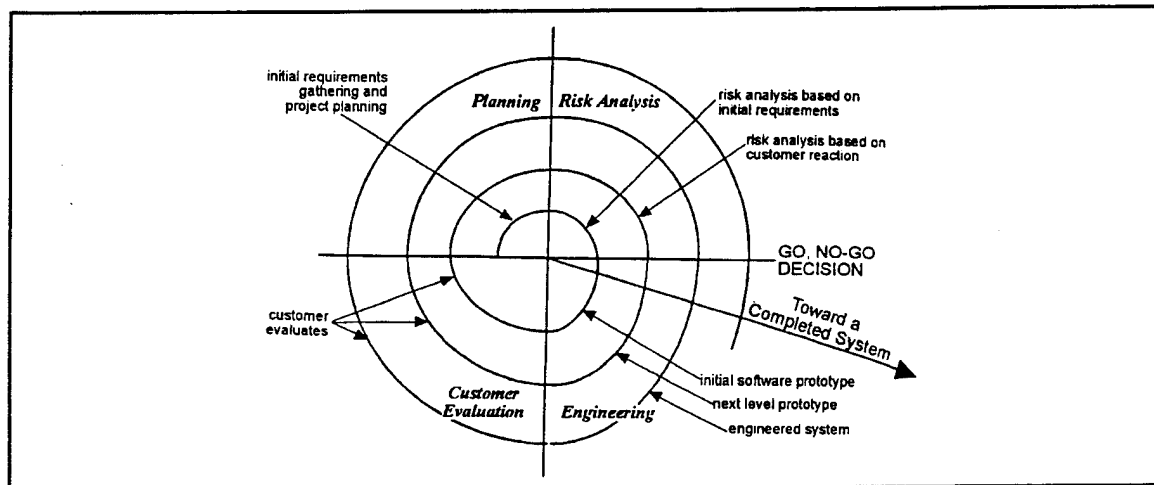 initial requirements
gathering and
project planning
Planning
Risk Analysis
risk analysis based on
initial requirements
risk analysis based on
customer reaction
GO, NO-GO
DECISION
Toward a
Completed System
customer
evaluates
Customer
Evaluation
Engineering
initial software prototype
next level prototype
engineered system